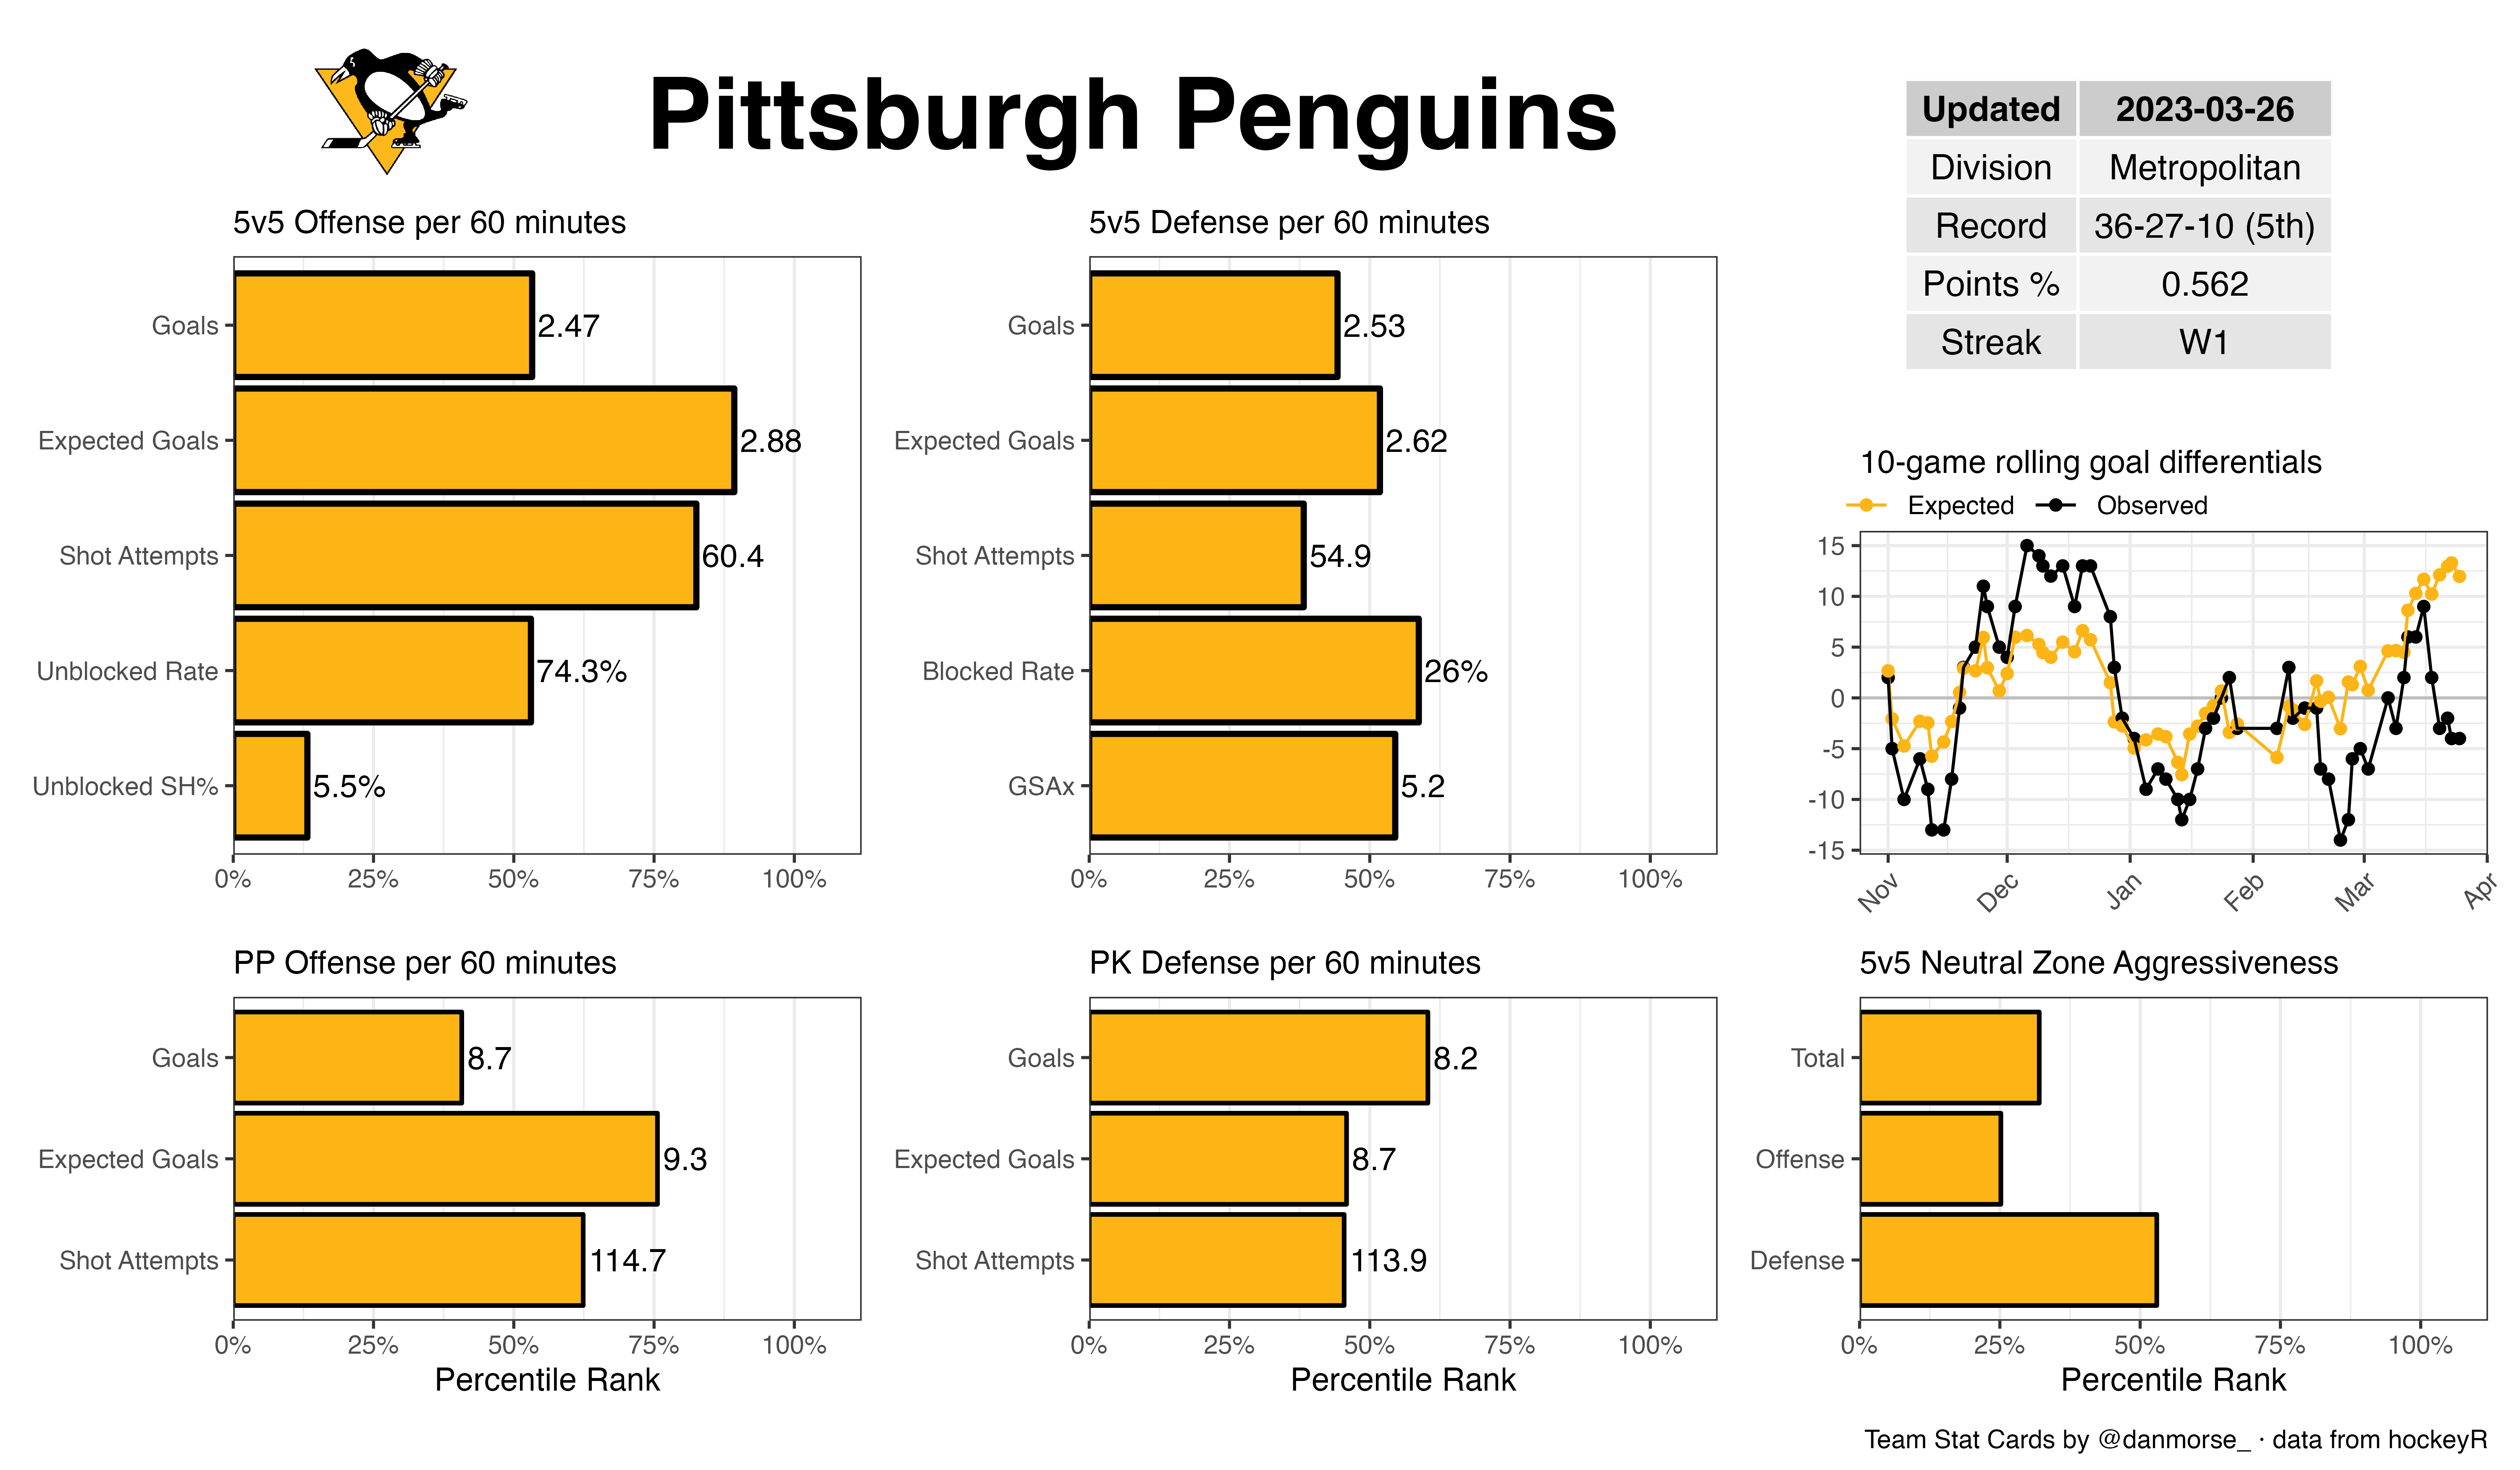 Pittsburgh Penguins
Updated 2023-03-26
Division Metropolitan
Record 36-27-10 (5th)
Points % 0.562
Streak W1
5v5 Offense per 60 minutes
Goals 2.47
Expected Goals 2.88
Shot Attempts 60.4
Unblocked Rate 74.3%
Unblocked SH% 5.5%
0% 25% 50% 75% 100%
5v5 Defense per 60 minutes
Goals 2.53
Expected Goals 2.62
Shot Attempts 54.9
Blocked Rate 26%
GSAx 5.2
0% 25% 50% 75% 100%
10-game rolling goal differentials
Expected Observed
15
10
5
0
-5
-10
-15
Nov Dec Jan Feb Mar Apr
PP Offense per 60 minutes
Goals 8.7
Expected Goals 9.3
Shot Attempts 114.7
0% 25% 50% 75% 100%
Percentile Rank
PK Defense per 60 minutes
Goals 8.2
Expected Goals 8.7
Shot Attempts 113.9
0% 25% 50% 75% 100%
Percentile Rank
5v5 Neutral Zone Aggressiveness
Total
Offense
Defense
0% 25% 50% 75% 100%
Percentile Rank
Team Stat Cards by @danmorse_ · data from hockeyR